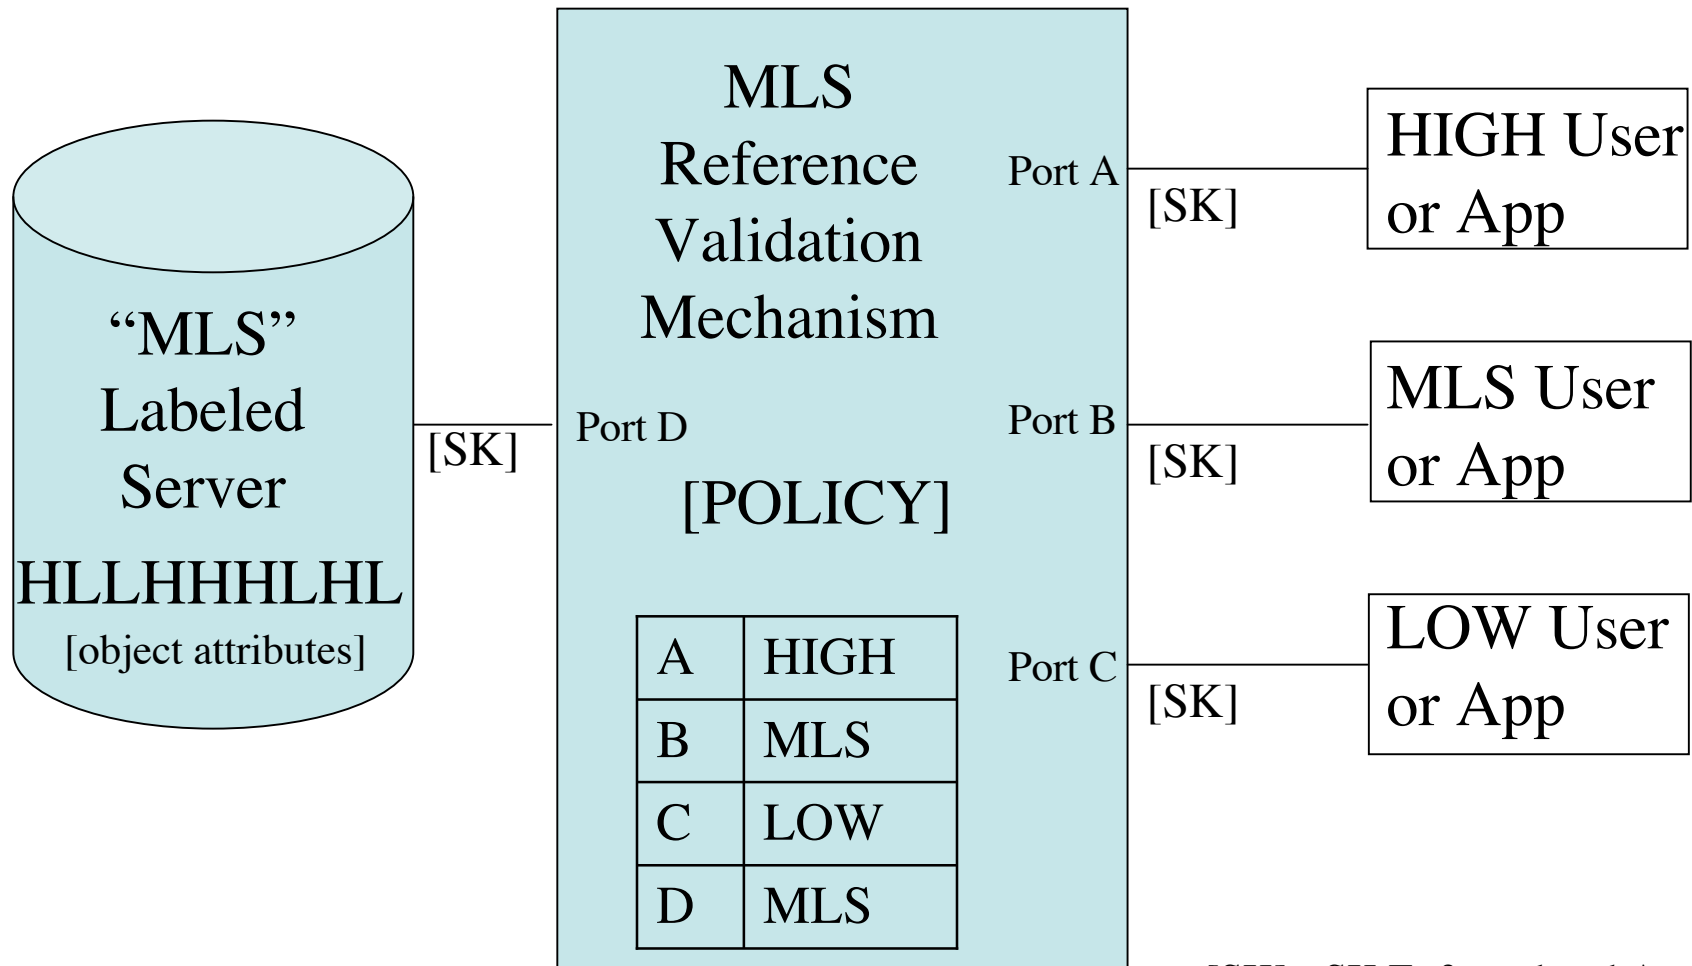 “MLS”
Labeled
Server
HLLHHHLHL
[object attributes]
[SK]
MLS
Reference
Validation
Mechanism
Port A
Port D
Port B
[POLICY]
Port C
A HIGH
B MLS
C LOW
D MLS
[SK]
HIGH User
or App
[SK]
MLS User
or App
[SK]
LOW User
or App